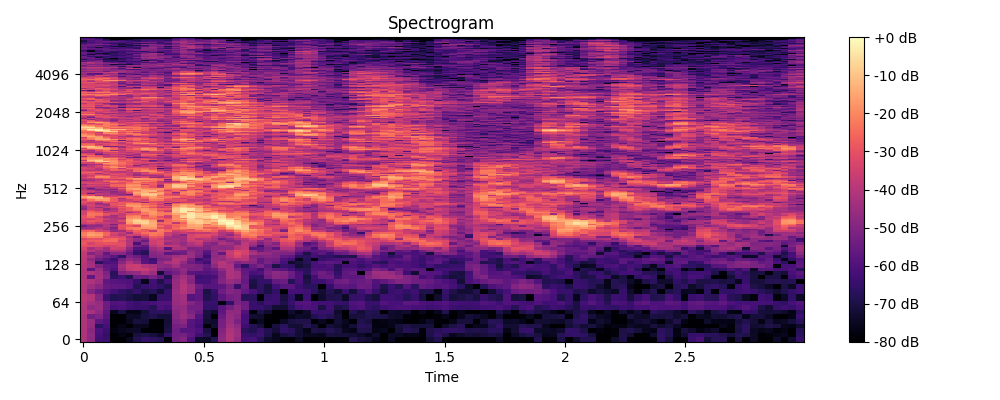 Spectrogram
Hz
4096
2048
1024
512
256
128
64
0
0
0.5
1
1.5
2
2.5
Time
+0 dB
-10 dB
-20 dB
-30 dB
-40 dB
-50 dB
-60 dB
-70 dB
-80 dB